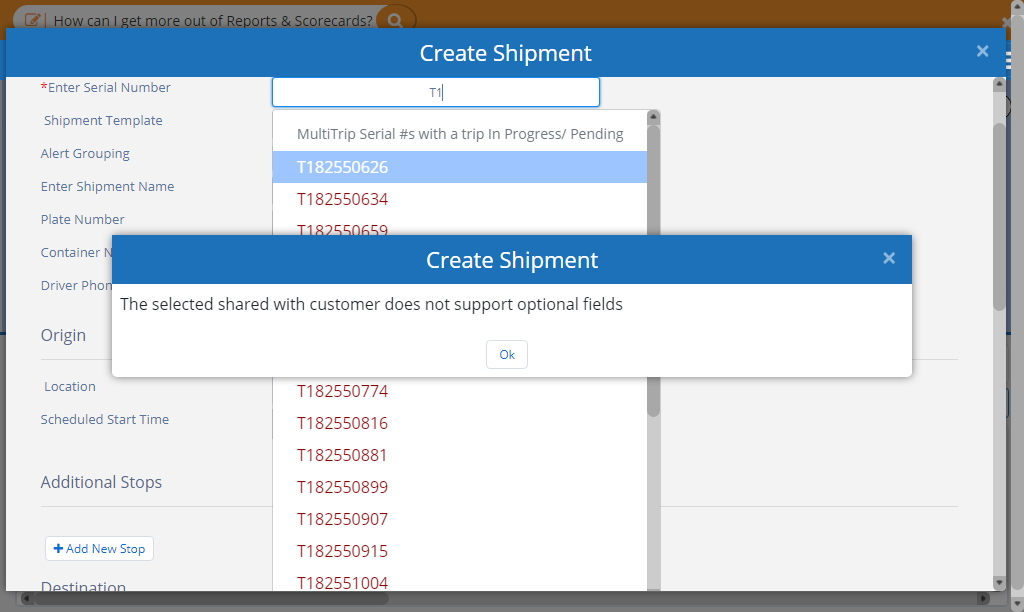 How can I get more out of Reports & Scorecards?
Create Shipment
*Enter Serial Number
T1
Shipment Template
MultiTrip Serial #s with a trip In Progress/ Pending
Alert Grouping
T182550626
Enter Shipment Name
T182550634
Plate Number
T182550659
Container N
Driver Phon
Create Shipment
The selected shared with customer does not support optional fields
Ok
Origin
Location
T182550774
Scheduled Start Time
T182550816
T182550881
Additional Stops
T182550899
T182550907
Add New Stop
T182550915
Destination
T182551004